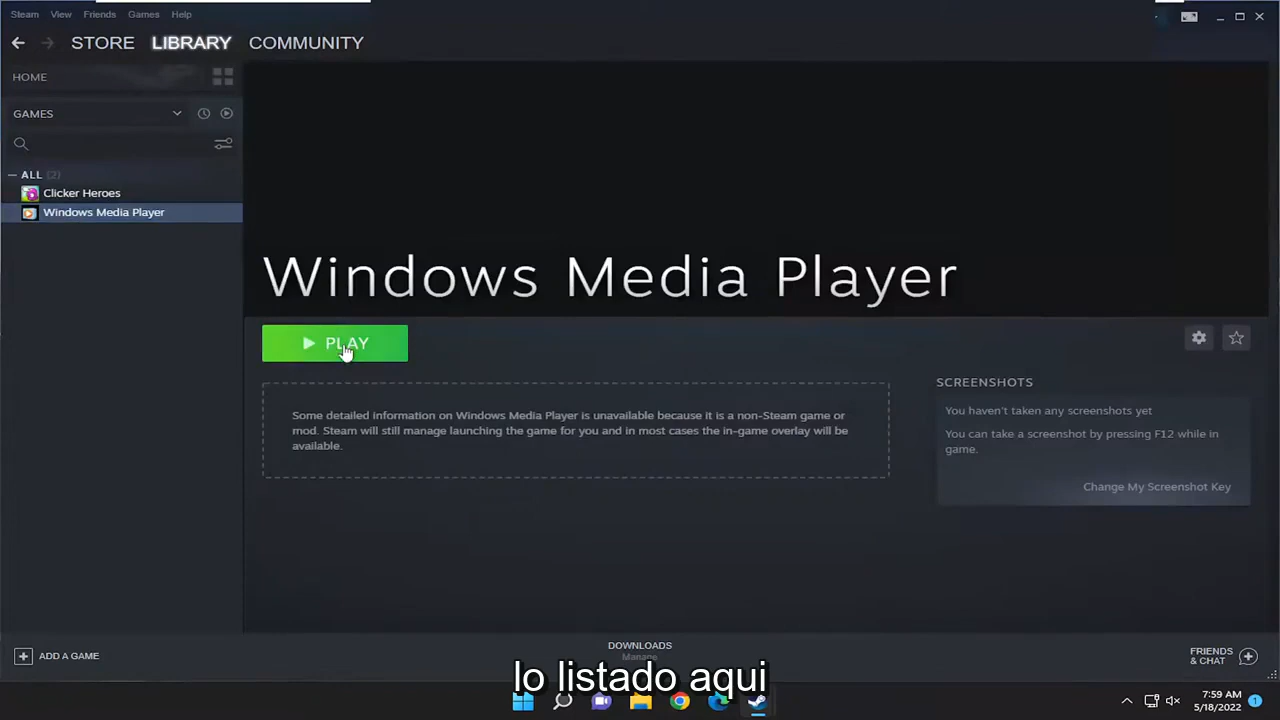 Steam View Friends Games Help
STORE LIBRARY COMMUNITY
HOME
GAMES
ALL (2)
Clicker Heroes
Windows Media Player
Windows Media Player
PLAY
Some detailed information on Windows Media Player is unavailable because it is a non-Steam game or
mod. Steam will still manage launching the game for you and in most cases the in-game overlay will be
available.
SCREENSHOTS
You haven't taken any screenshots yet
You can take a screenshot by pressing F12 while in
game.
Change My Screenshot Key
ADD A GAME
DOWNLOADS
Manage
FRIENDS
& CHAT
lo listado aqui
7:59 AM
5/18/2022
1